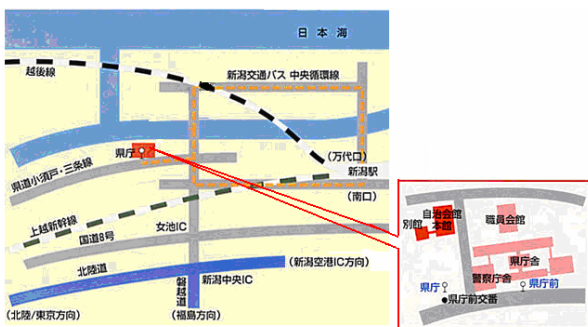 日本海
越後線
新潟交通バス 中央循環線
県庁
(万代口)
新潟駅
県道小須戸・三条線
(南口)
上越新幹線
女池IC
国道8号
北陸道
(新潟空港IC方向)
磐越道
新潟中央IC
(北陸/東京方向)
(福島方向)
自治会館
本館
別館
職員会館
県庁舎
警察庁舎
県庁
県庁前
県庁前交番